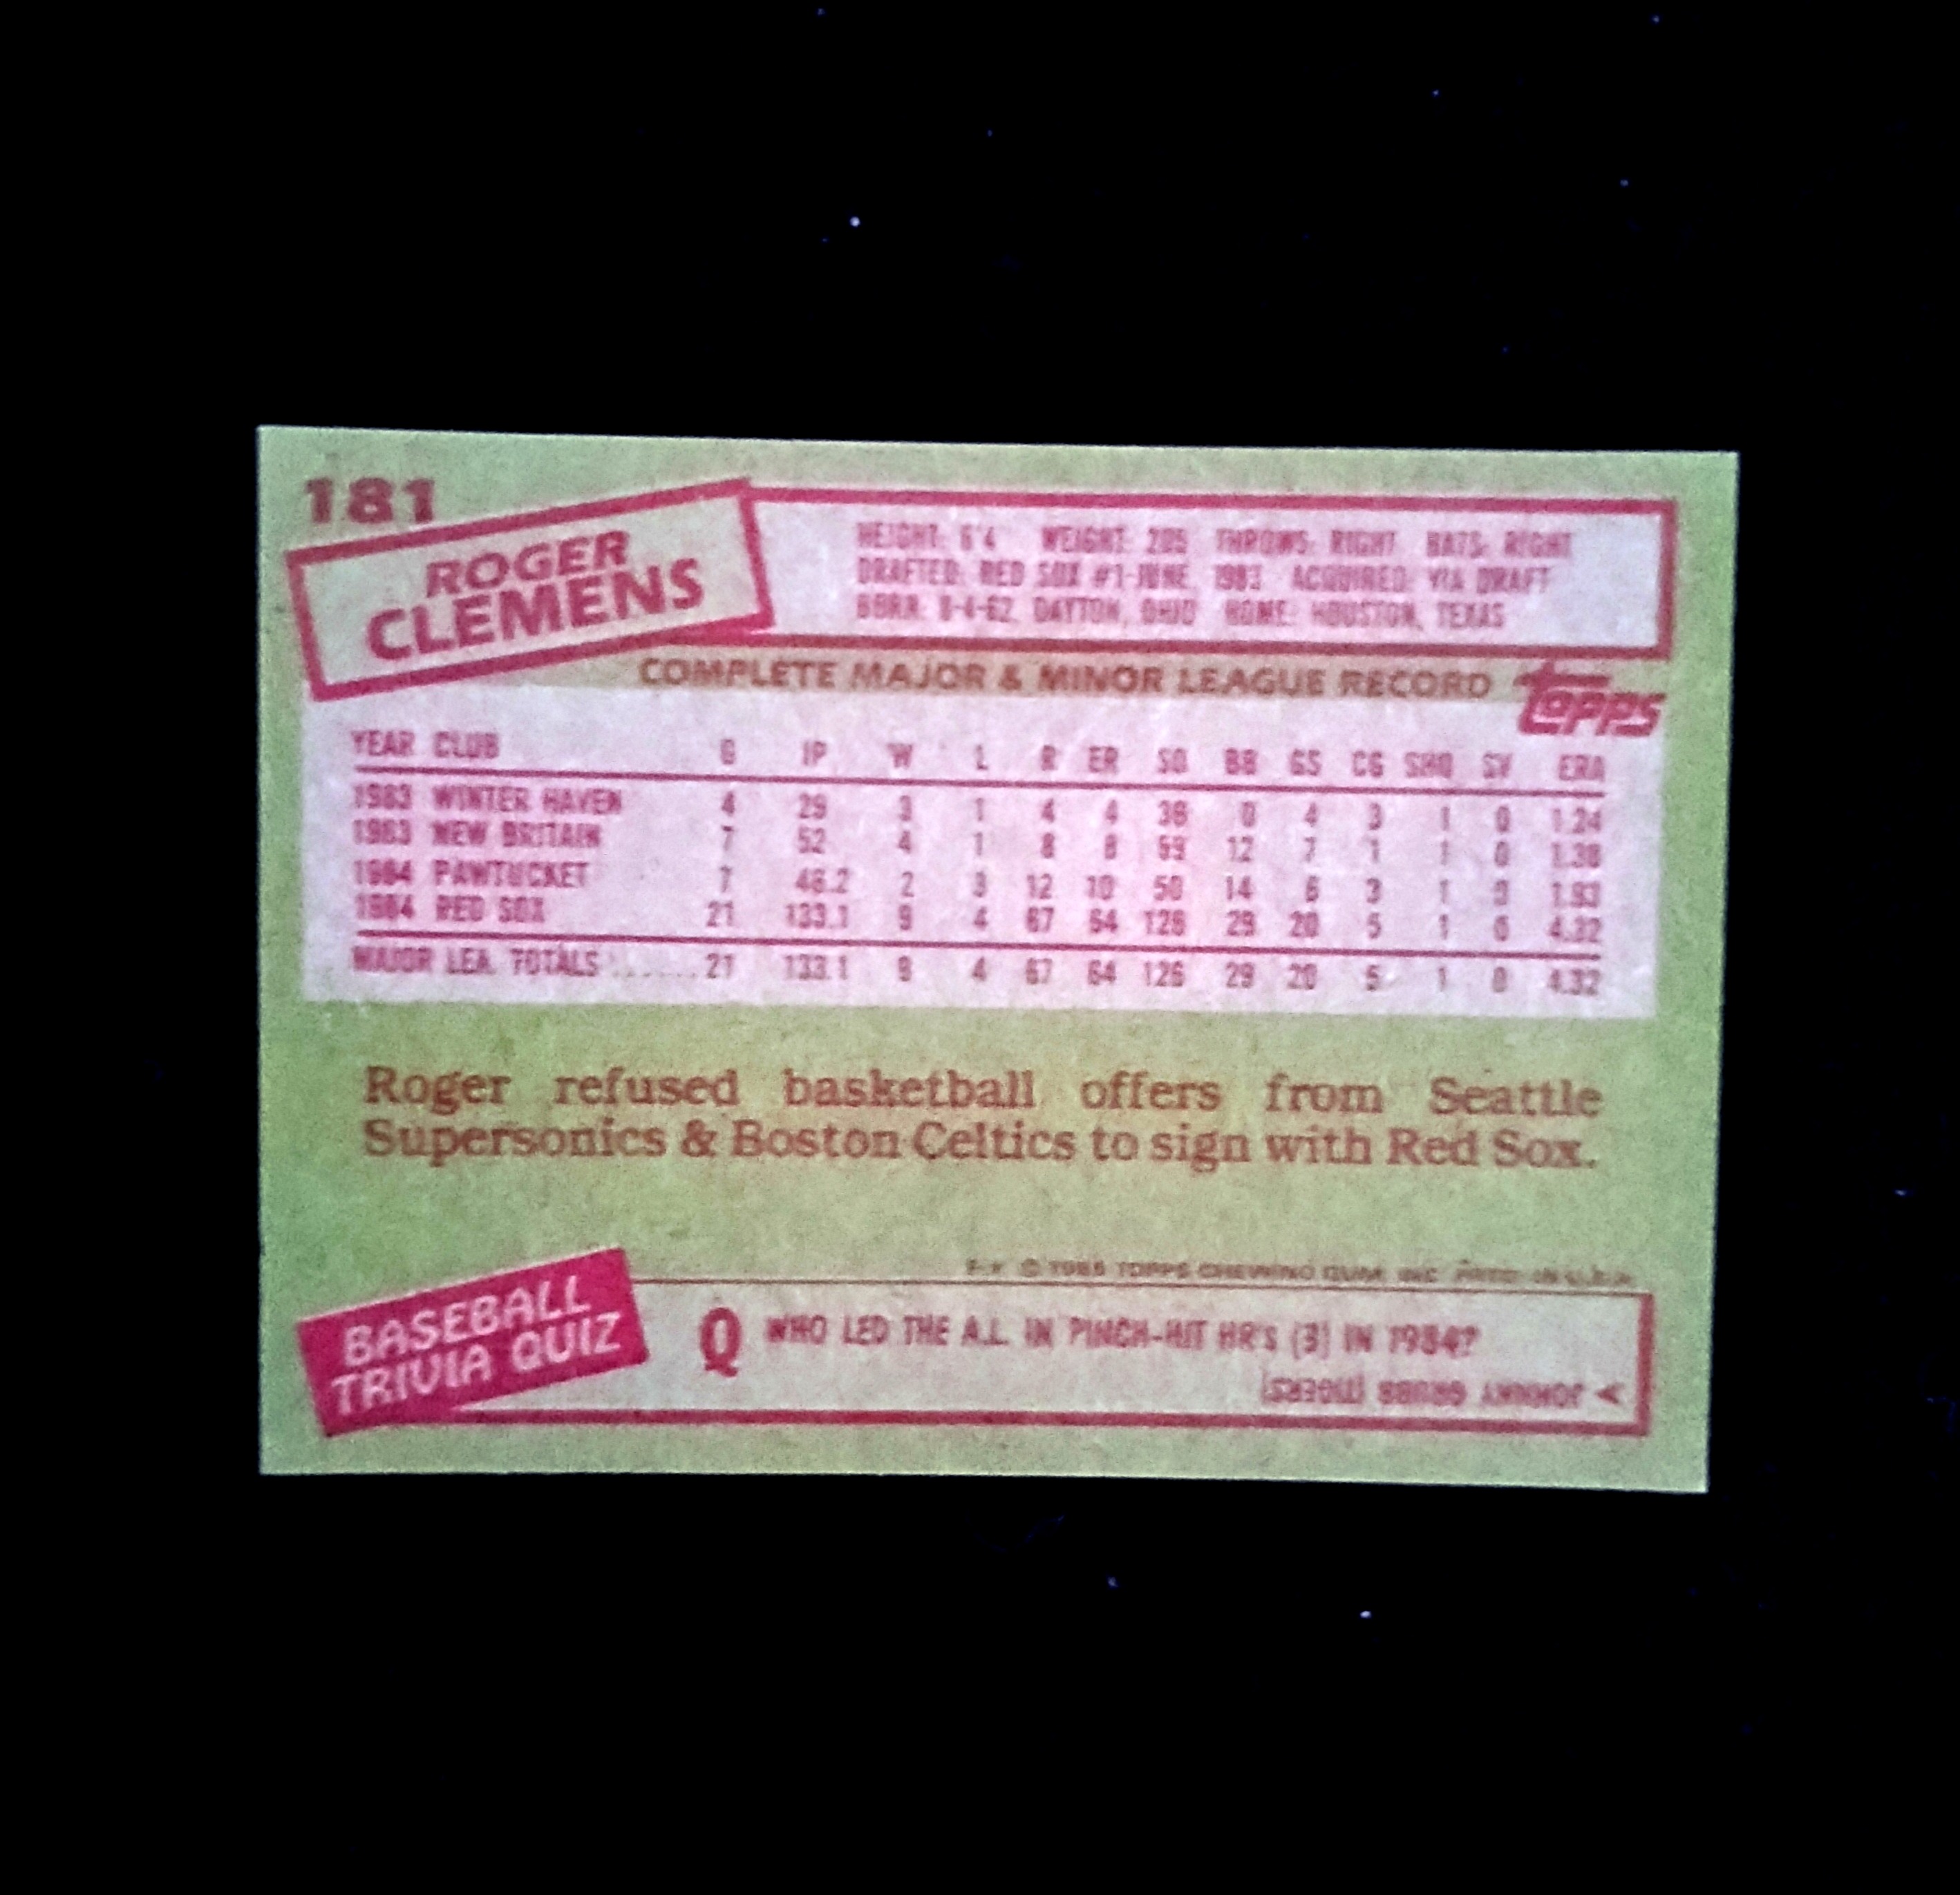 181
ROGER
CLEMENS
HEIGHT: 6'4 WEIGHT: 205 THROWS: RIGHT BATS: RIGHT
DRAFTED: RED SOX #1-JUNE, 1983 ACQUIRED: VIA DRAFT
BORN: 8-4-62, DAYTON, OHIO HOME: HOUSTON, TEXAS
COMPLETE MAJOR & MINOR LEAGUE RECORD
TOPPS
YEAR CLUB G IP W L R ER SO BB GS CG SHO SV ERA
1983 WINTER HAVEN 4 29 3 1 4 4 36 0 4 3 1 0 1.24
1983 NEW BRITAIN 7 52 4 1 8 8 59 12 7 1 1 0 1.38
1984 PAWTUCKET 7 46.2 2 3 12 10 50 14 6 3 1 0 1.93
1984 RED SOX 21 133.1 9 4 67 64 126 29 20 5 1 0 4.32
MAJOR LEA. TOTALS ...... 21 133.1 9 4 67 64 126 29 20 5 1 0 4.32
Roger refused basketball offers from Seattle
Supersonics & Boston Celtics to sign with Red Sox.
© 1985 TOPPS CHEWING GUM, INC. PRTD. IN U.S.A.
BASEBALL
TRIVIA QUIZ
Q WHO LED THE A.L. IN PINCH-HIT HR's (3) IN 1984?
A JOHNNY GRUBB (TIGERS)